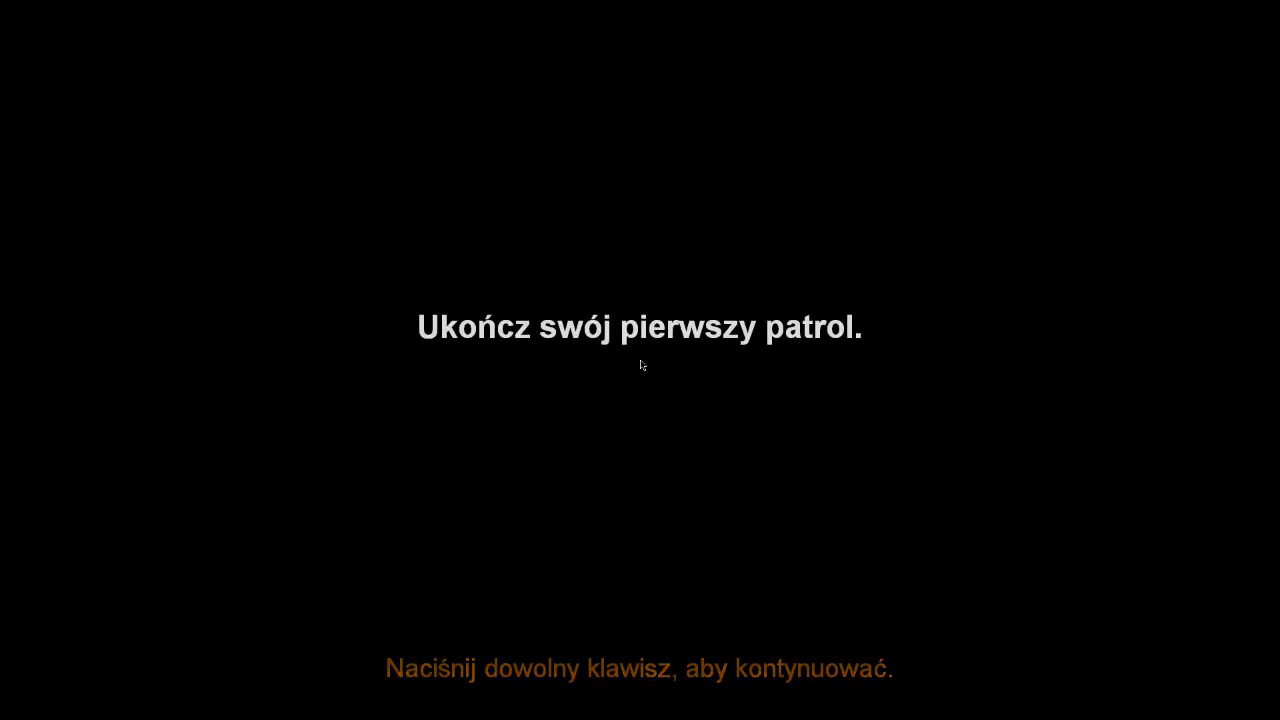 Ukończ swój pierwszy patrol.
Naciśnij dowolny klawisz, aby kontynuować.